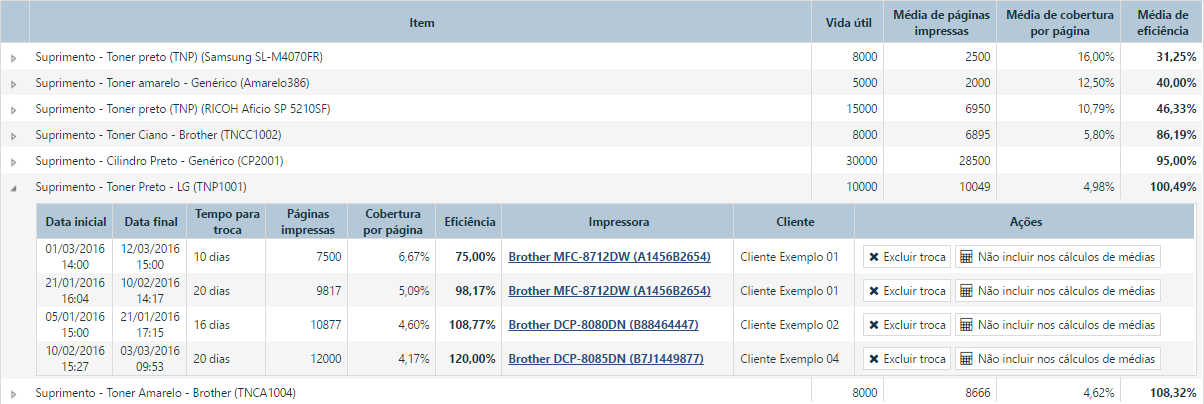 Item Vida útil Média de páginas impressas Média de cobertura por página Média de eficiência
Suprimento - Toner preto (TNP) (Samsung SL-M4070FR) 8000 2500 16,00% 31,25%
Suprimento - Toner amarelo - Genérico (Amarelo386) 5000 2000 12,50% 40,00%
Suprimento - Toner preto (TNP) (RICOH Aficio SP 5210SF) 15000 6950 10,79% 46,33%
Suprimento - Toner Ciano - Brother (TNCC1002) 8000 6895 5,80% 86,19%
Suprimento - Cilindro Preto - Genérico (CP2001) 30000 28500 95,00%
Suprimento - Toner Preto - LG (TNP1001) 10000 10049 4,98% 100,49%
Data inicial Data final Tempo para troca Páginas impressas Cobertura por página Eficiência Impressora Cliente Ações
01/03/2016 14:00 12/03/2016 15:00 10 dias 7500 6,67% 75,00% Brother MFC-8712DW (A1456B2654) Cliente Exemplo 01 Excluir troca Não incluir nos cálculos de médias
21/01/2016 16:04 10/02/2016 14:17 20 dias 9817 5,09% 98,17% Brother MFC-8712DW (A1456B2654) Cliente Exemplo 01 Excluir troca Não incluir nos cálculos de médias
05/01/2016 15:00 21/01/2016 17:15 16 dias 10877 4,60% 108,77% Brother DCP-8080DN (B88464447) Cliente Exemplo 02 Excluir troca Não incluir nos cálculos de médias
10/02/2016 15:27 03/03/2016 09:53 20 dias 12000 4,17% 120,00% Brother DCP-8085DN (B7J1449877) Cliente Exemplo 04 Excluir troca Não incluir nos cálculos de médias
Suprimento - Toner Amarelo - Brother (TNCA1004) 8000 8666 4,62% 108,32%